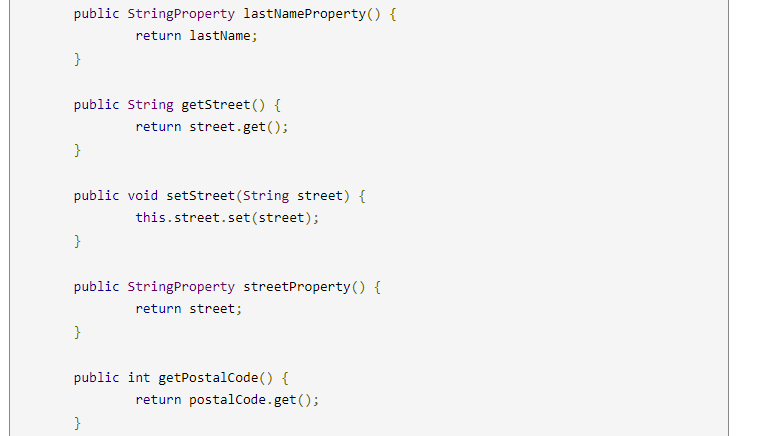 public StringProperty lastNameProperty() {
return lastName;
}
public String getStreet() {
return street.get();
}
public void setStreet(String street) {
this.street.set(street);
}
public StringProperty streetProperty() {
return street;
}
public int getPostalCode() {
return postalCode.get();
}